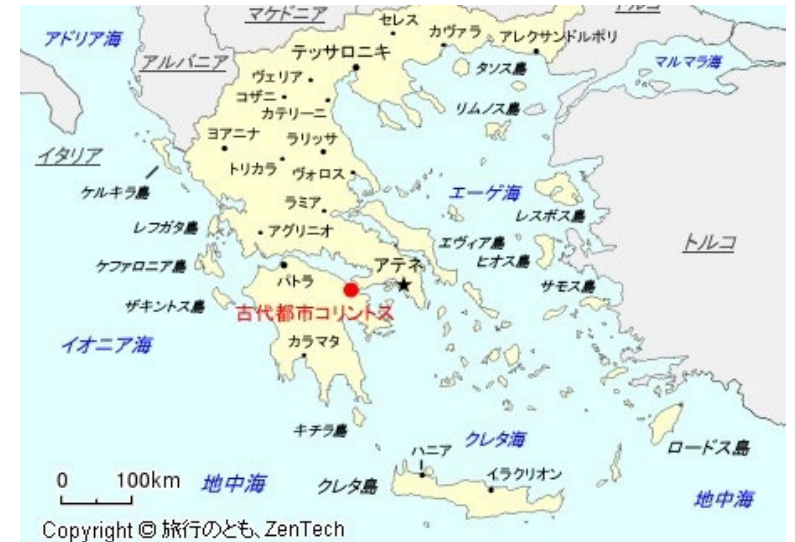 マケドニア
トルコ
セレス
カヴァラ
アレクサンドルポリ
アドリア海
テッサロニキ
アルバニア
タソス島
マルマラ海
ヴェリア
コザニ
カテリーニ
リムノス島
ヨアニナ
ラリッサ
イタリア
トリカラ
ヴォロス
ケルキラ島
エーゲ海
ラミア
レスボス島
レフカダ島
アグリニオ
エヴィア島
トルコ
ヒオス島
ケファロニア島
パトラ
アテネ
サモス島
ザキントス島
古代都市コリントス
イオニア海
カラマタ
キチラ島
クレタ海
ロードス島
ハニア
0 100km
地中海
クレタ島
イラクリオン
地中海
Copyright © 旅行のとも、ZenTech